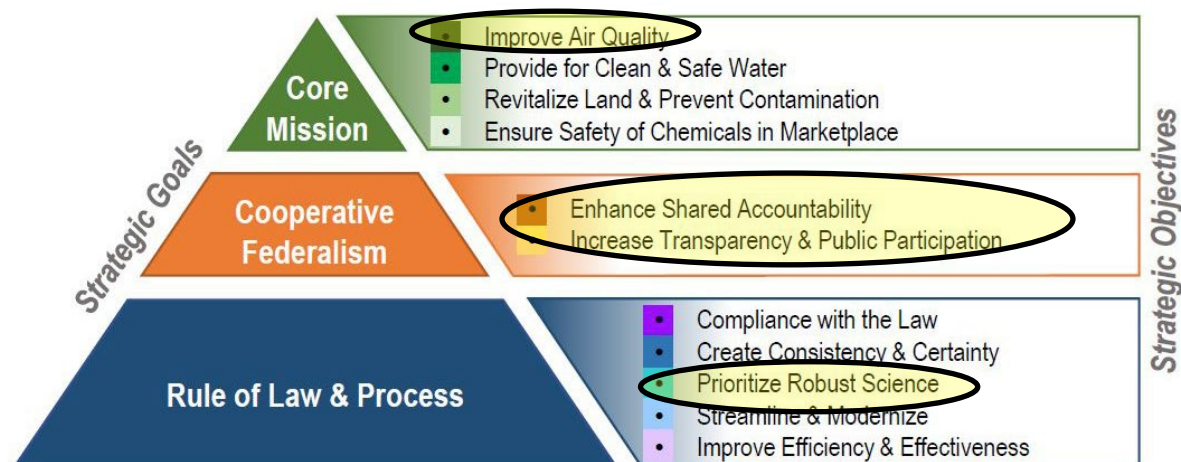 Improve Air Quality
Provide for Clean & Safe Water
Revitalize Land & Prevent Contamination
Ensure Safety of Chemicals in Marketplace
Core
Mission
Strategic Goals
Strategic Objectives
Cooperative
Federalism
Enhance Shared Accountability
Increase Transparency & Public Participation
Rule of Law & Process
Compliance with the Law
Create Consistency & Certainty
Prioritize Robust Science
Streamline & Modernize
Improve Efficiency & Effectiveness